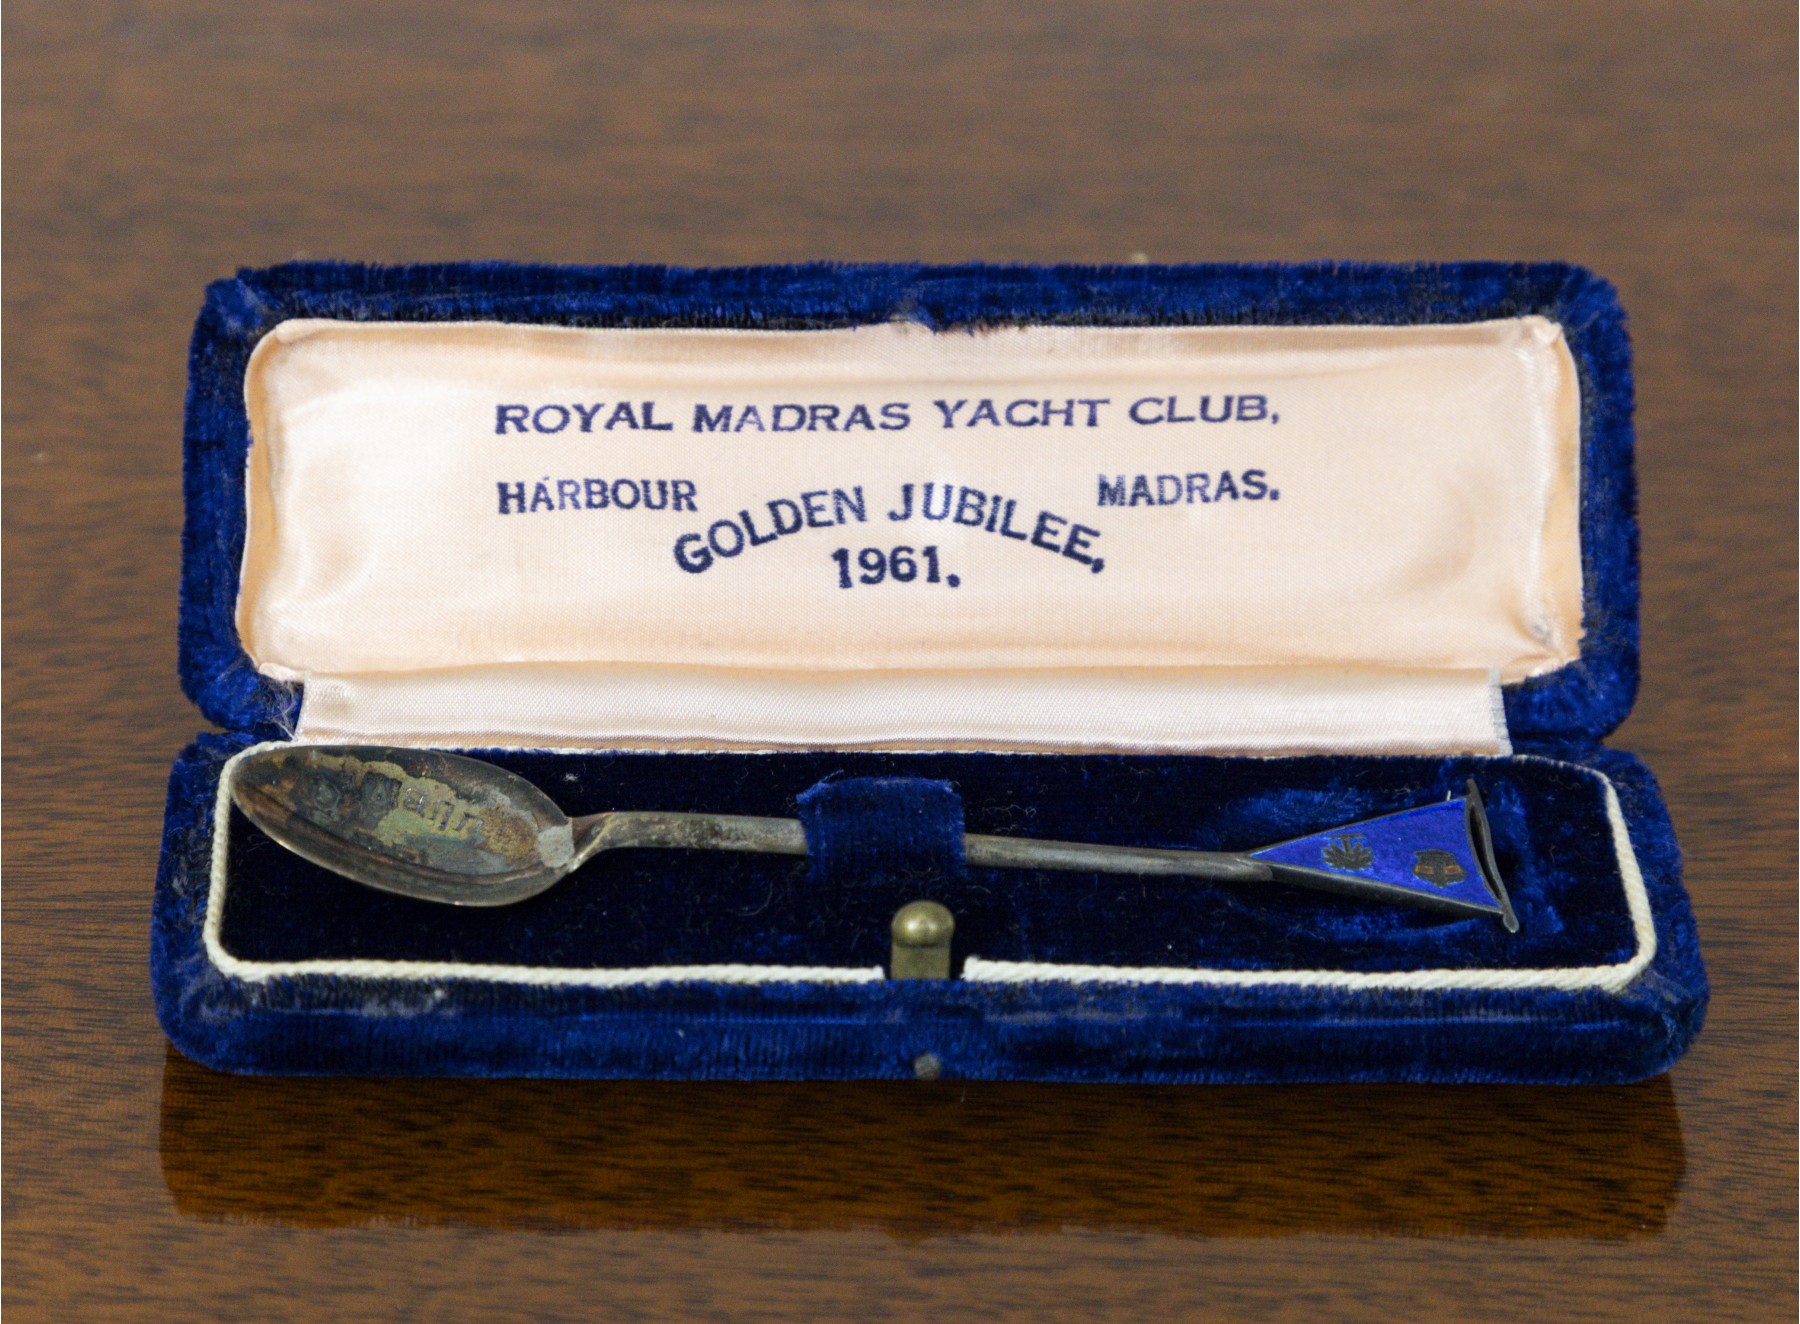 ROYAL MADRAS YACHT CLUB,
HARBOUR MADRAS.
GOLDEN JUBILEE,
1961.